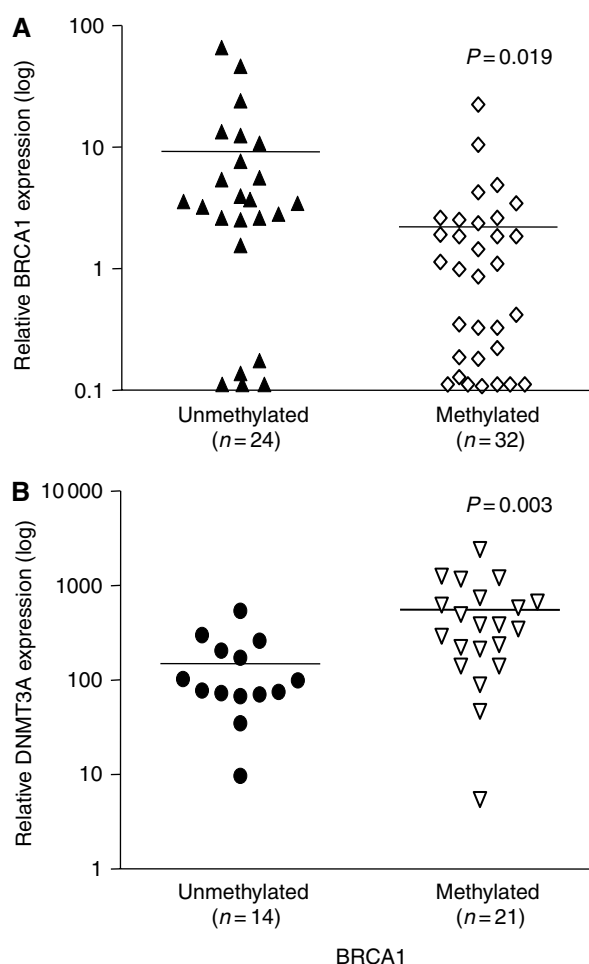 A
100
P=0.019
10
1
0.1
Relative BRCA1 expression (log)
Unmethylated
(n=24)
Methylated
(n=32)
B
10 000
P=0.003
1000
100
10
1
Relative DNMT3A expression (log)
Unmethylated
(n=14)
Methylated
(n=21)
BRCA1